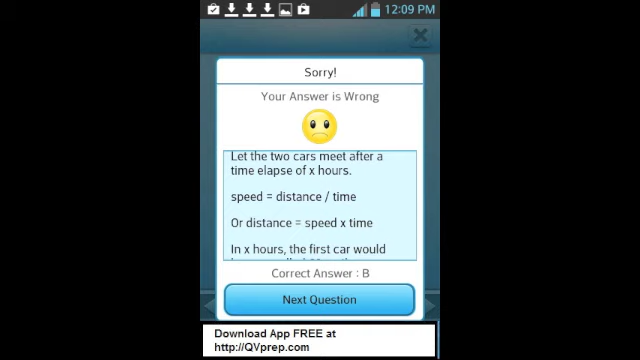 12:09 PM
Sorry!
Your Answer is Wrong
Let the two cars meet after a
time elapse of x hours.
speed = distance / time
Or distance = speed x time
In x hours, the first car would
Correct Answer : B
Next Question
Download App FREE at
http://QVprep.com